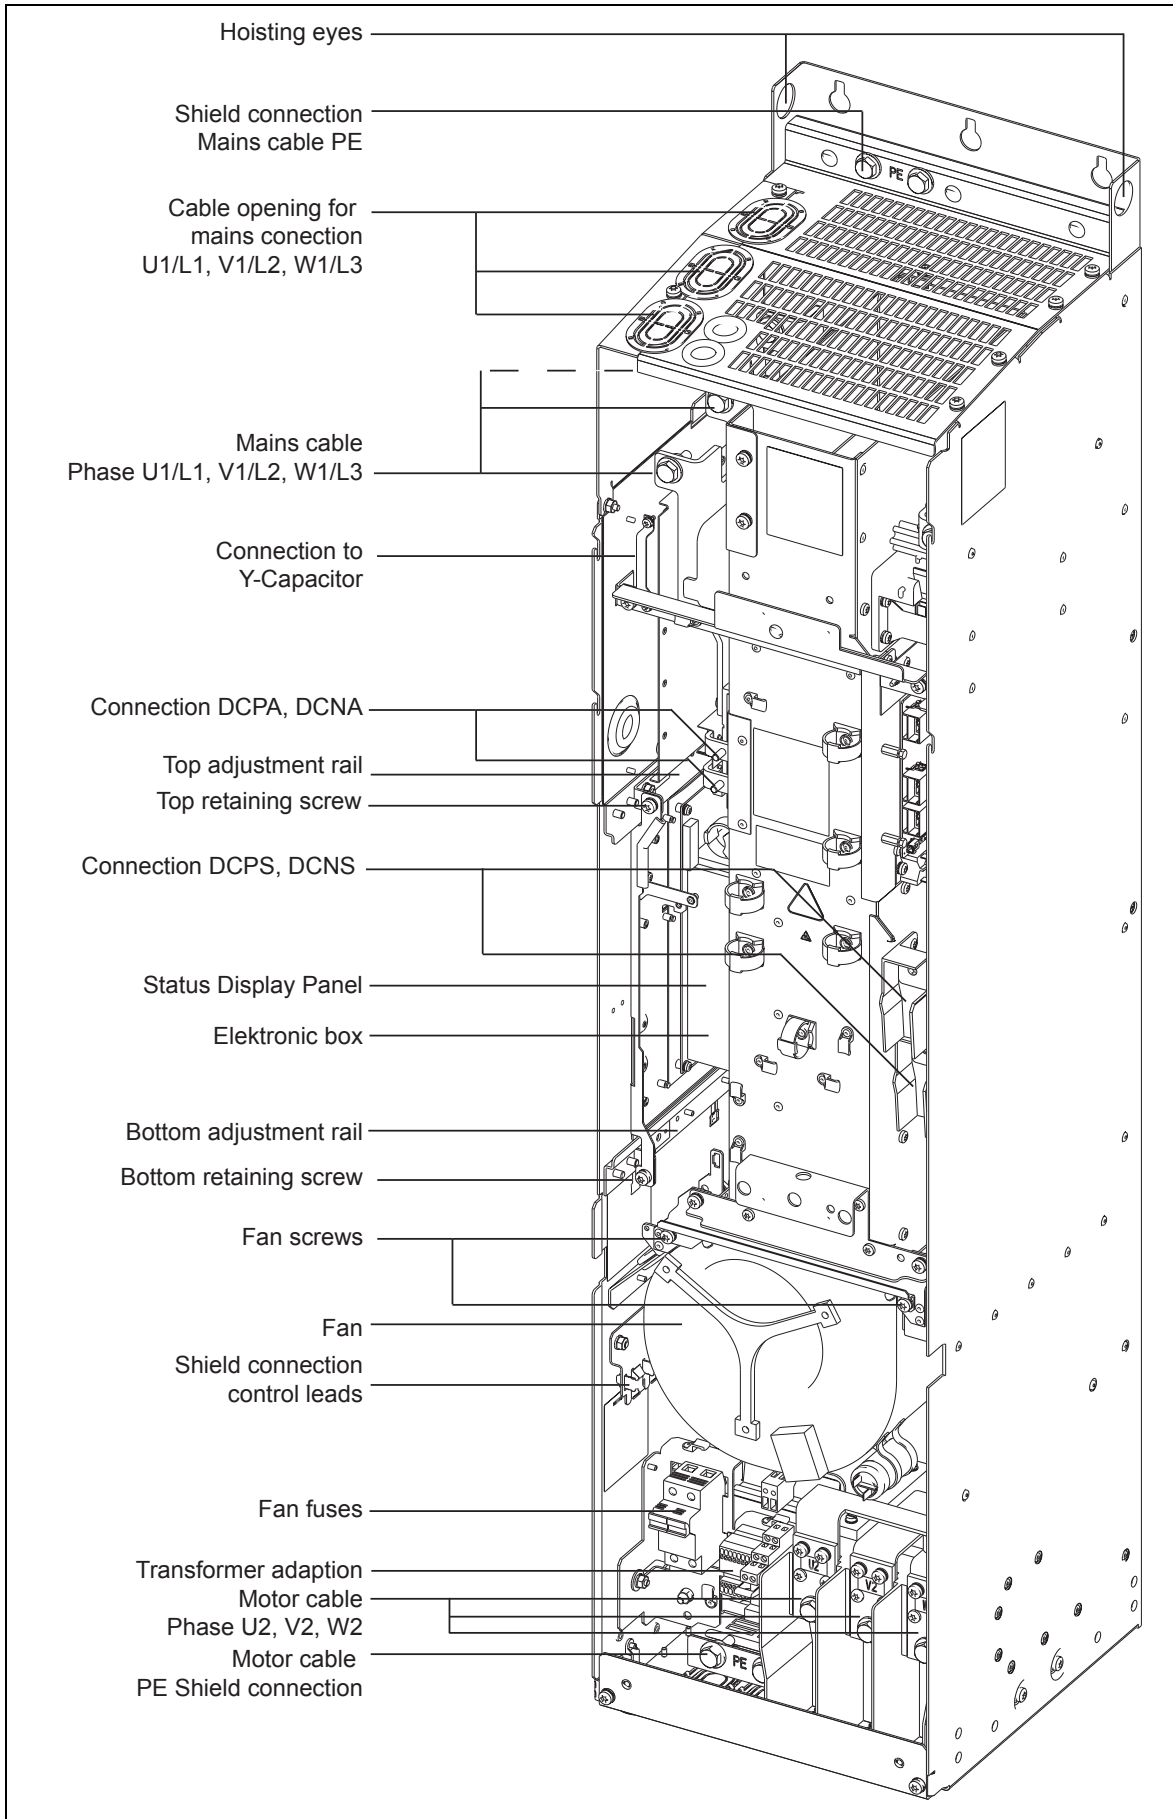 Hoisting eyes
Shield connection
Mains cable PE
PE
Cable opening for
mains conection
U1/L1, V1/L2, W1/L3
Mains cable
Phase U1/L1, V1/L2, W1/L3
Connection to
Y-Capacitor
Connection DCPA, DCNA
Top adjustment rail
Top retaining screw
Connection DCPS, DCNS
Status Display Panel
Elektronic box
Bottom adjustment rail
Bottom retaining screw
Fan screws
Fan
Shield connection
control leads
Fan fuses
Transformer adaption
Motor cable
Phase U2, V2, W2
Motor cable
PE Shield connection
U2
V2
PE